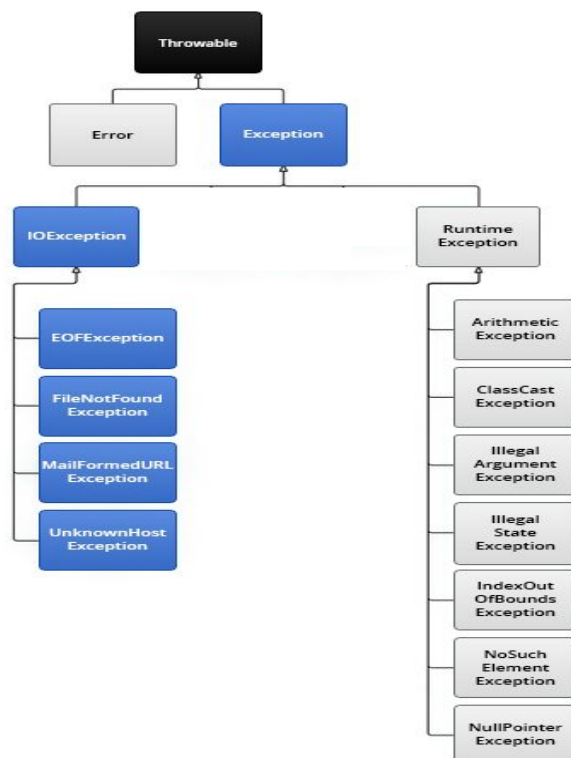 Throwable
Error
Exception
IOException
Runtime
Exception
EOFException
FileNotFound
Exception
MailFormedURL
Exception
UnknownHost
Exception
Arithmetic
Exception
ClassCast
Exception
Illegal
Argument
Exception
Illegal
State
Exception
IndexOut
OfBounds
Exception
NoSuch
Element
Exception
NullPointer
Exception